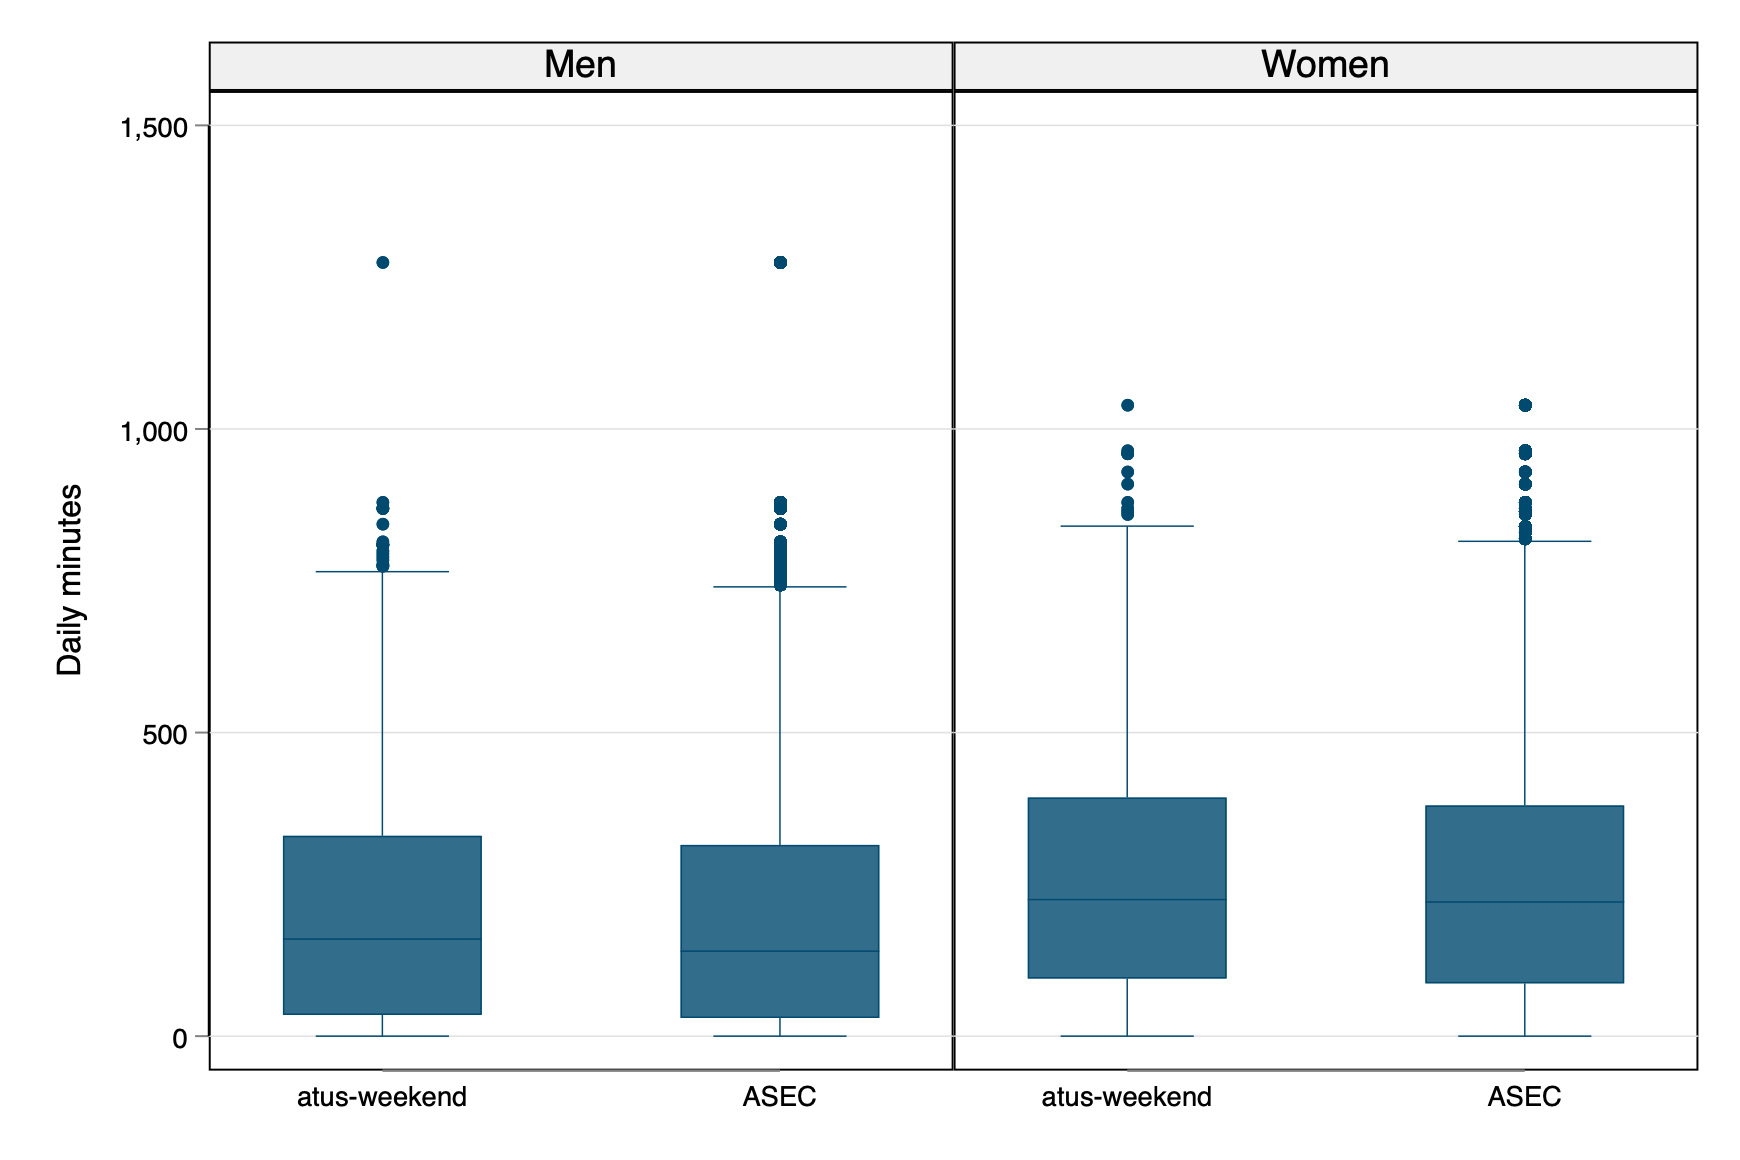 Men
Women
1,500
1,000
500
0
Daily minutes
atus-weekend
ASEC
atus-weekend
ASEC